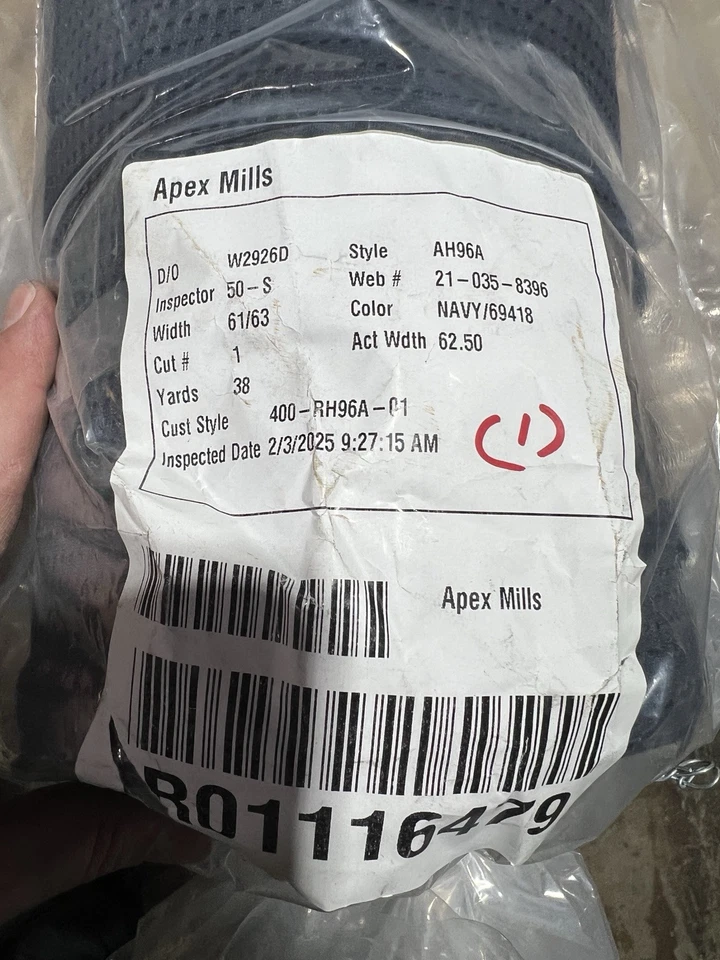 Apex Mills
D/O W2926D Style AH96A
Inspector 50-S Web # 21-035-8396
Width 61/63 Color NAVY/69418
Cut # 1 Act Wdth 62.50
Yards 38
Cust Style 400-RH96A-01
Inspected Date 2/3/2025 9:27:15 AM
(1)
Apex Mills